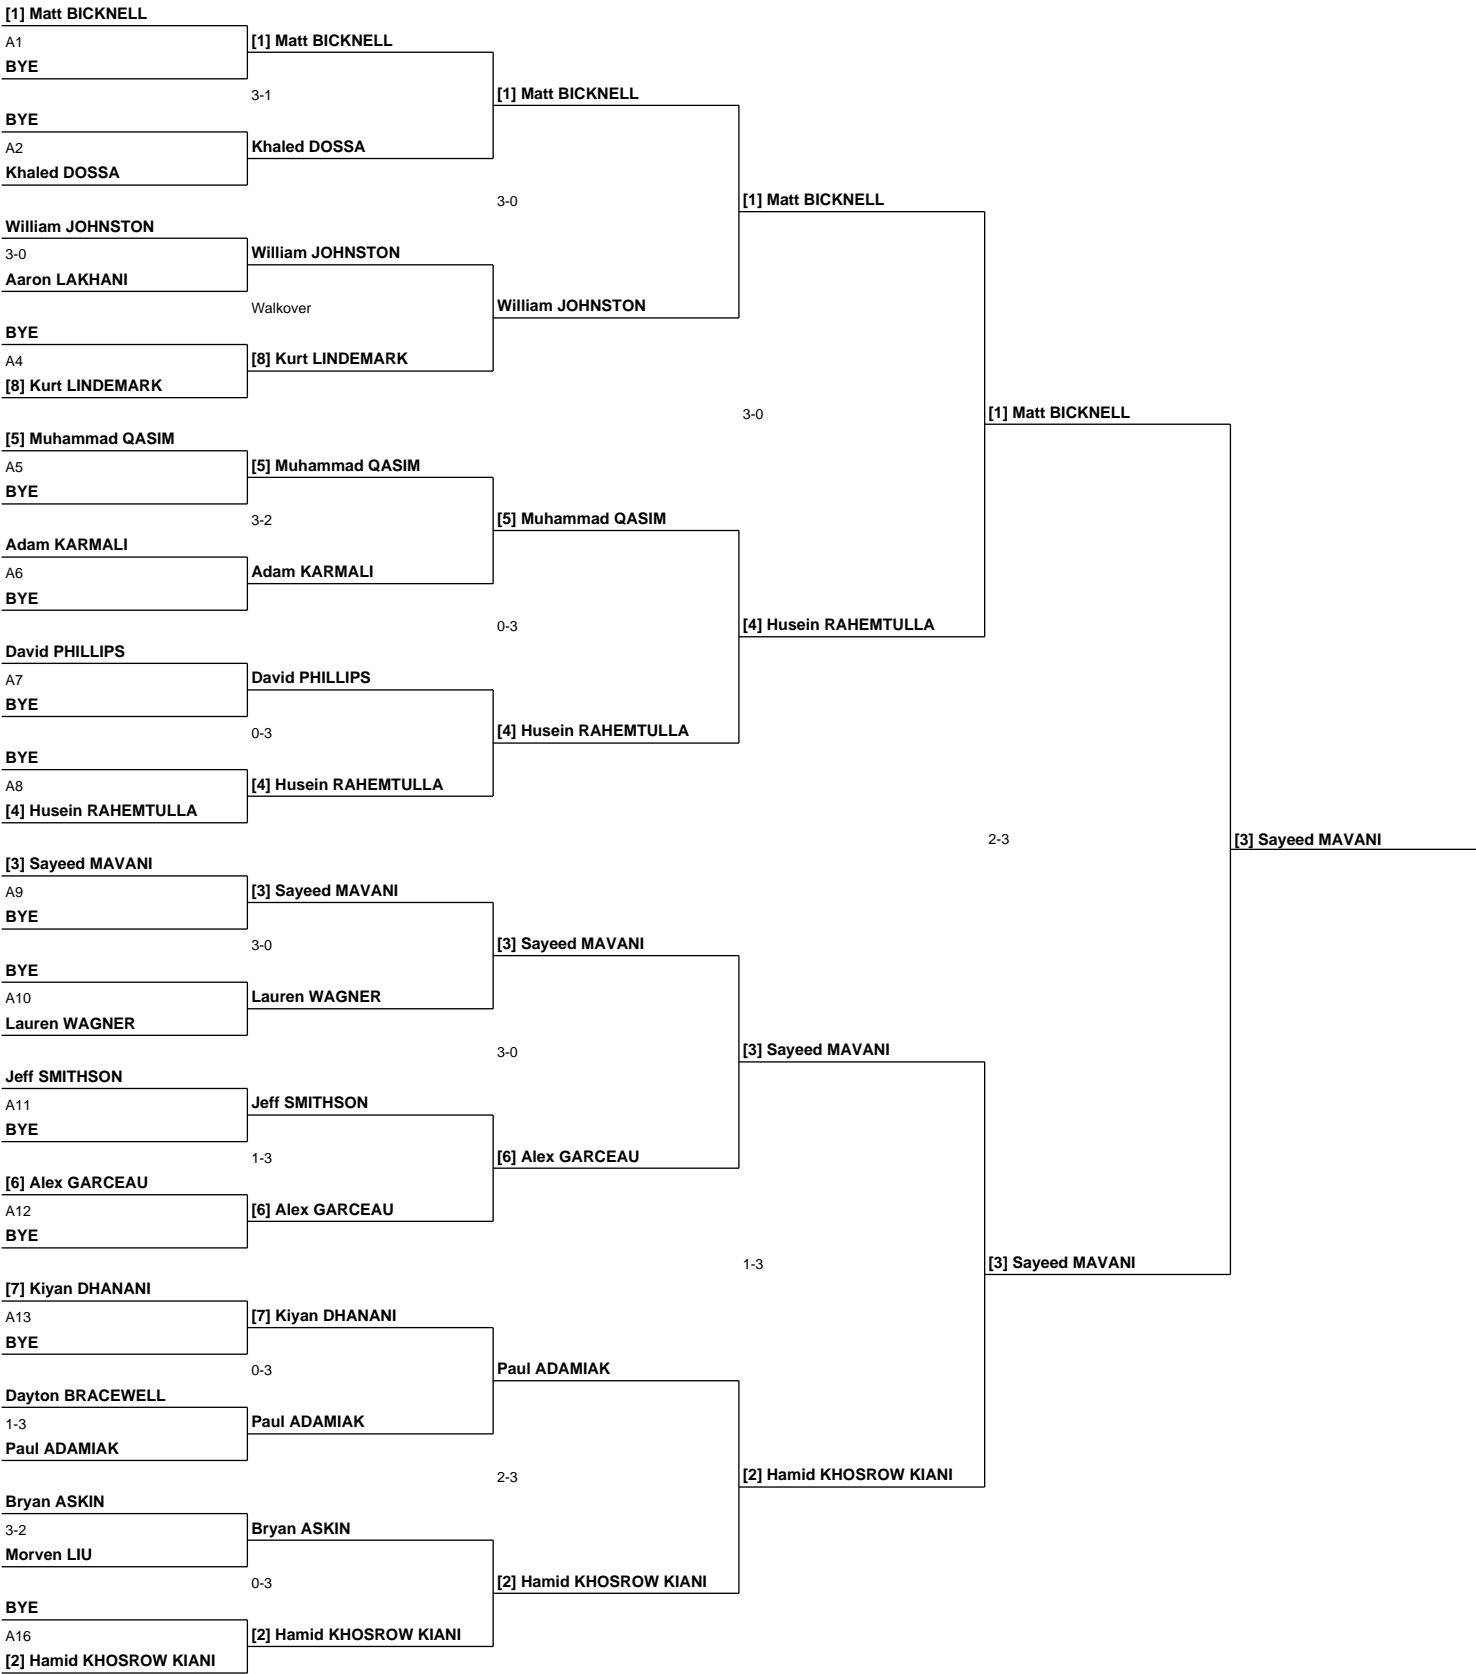 [1] Matt BICKNELL
A1
BYE
BYE
A2
Khaled DOSSA
William JOHNSTON
3-0
Aaron LAKHANI
BYE
A4
[8] Kurt LINDEMARK
[5] Muhammad QASIM
A5
BYE
Adam KARMALI
A6
BYE
David PHILLIPS
A7
BYE
BYE
A8
[4] Husein RAHEMTULLA
[3] Sayeed MAVANI
A9
BYE
BYE
A10
Lauren WAGNER
Jeff SMITHSON
A11
BYE
[6] Alex GARCEAU
A12
BYE
[7] Kiyan DHANANI
A13
BYE
Dayton BRACEWELL
1-3
Paul ADAMIAK
Bryan ASKIN
3-2
Morven LIU
BYE
A16
[2] Hamid KHOSROW KIANI
[1] Matt BICKNELL
3-1
Khaled DOSSA
William JOHNSTON
Walkover
[8] Kurt LINDEMARK
[5] Muhammad QASIM
3-2
Adam KARMALI
David PHILLIPS
0-3
[4] Husein RAHEMTULLA
[3] Sayeed MAVANI
3-0
Lauren WAGNER
Jeff SMITHSON
1-3
[6] Alex GARCEAU
[7] Kiyan DHANANI
0-3
Paul ADAMIAK
Bryan ASKIN
0-3
[2] Hamid KHOSROW KIANI
[1] Matt BICKNELL
3-0
William JOHNSTON
[5] Muhammad QASIM
0-3
[4] Husein RAHEMTULLA
[3] Sayeed MAVANI
3-0
[6] Alex GARCEAU
Paul ADAMIAK
2-3
[2] Hamid KHOSROW KIANI
[1] Matt BICKNELL
3-0
[4] Husein RAHEMTULLA
[3] Sayeed MAVANI
1-3
[2] Hamid KHOSROW KIANI
[1] Matt BICKNELL
2-3
[3] Sayeed MAVANI
[3] Sayeed MAVANI